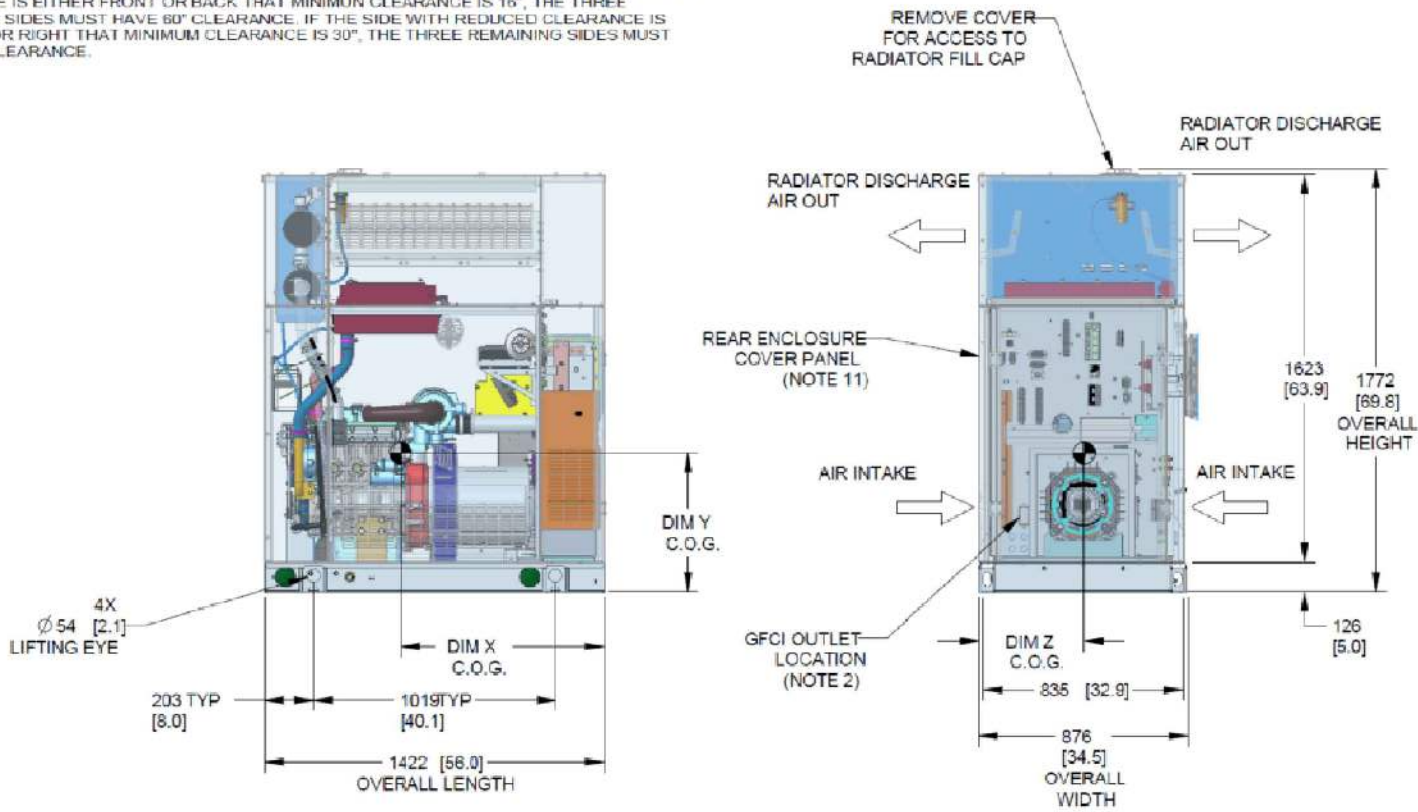 E IS EITHER FRONT OR BACK THAT MINIMUN CLEARANCE IS 16", THE THREE
SIDES MUST HAVE 60" CLEARANCE. IF THE SIDE WITH REDUCED CLEARANCE IS
OR RIGHT THAT MINIMUM CLEARANCE IS 30", THE THREE REMAINING SIDES MUST
LEARANCE.
REMOVE COVER
FOR ACCESS TO
RADIATOR FILL CAP
RADIATOR DISCHARGE
AIR OUT
RADIATOR DISCHARGE
AIR OUT
REAR ENCLOSURE
COVER PANEL
(NOTE 11)
1623
[63.9]
1772
[69.8]
OVERALL
HEIGHT
AIR INTAKE
AIR INTAKE
DIM Y
C.O.G.
4X
Ø 54 [2.1]
LIFTING EYE
DIM X
C.O.G.
203 TYP
[8.0]
1019TYP
[40.1]
1422 [56.0]
OVERALL LENGTH
GFCI OUTLET
LOCATION
(NOTE 2)
DIM Z
C.O.G.
126
[5.0]
835 [32.9]
876
[34.5]
OVERALL
WIDTH